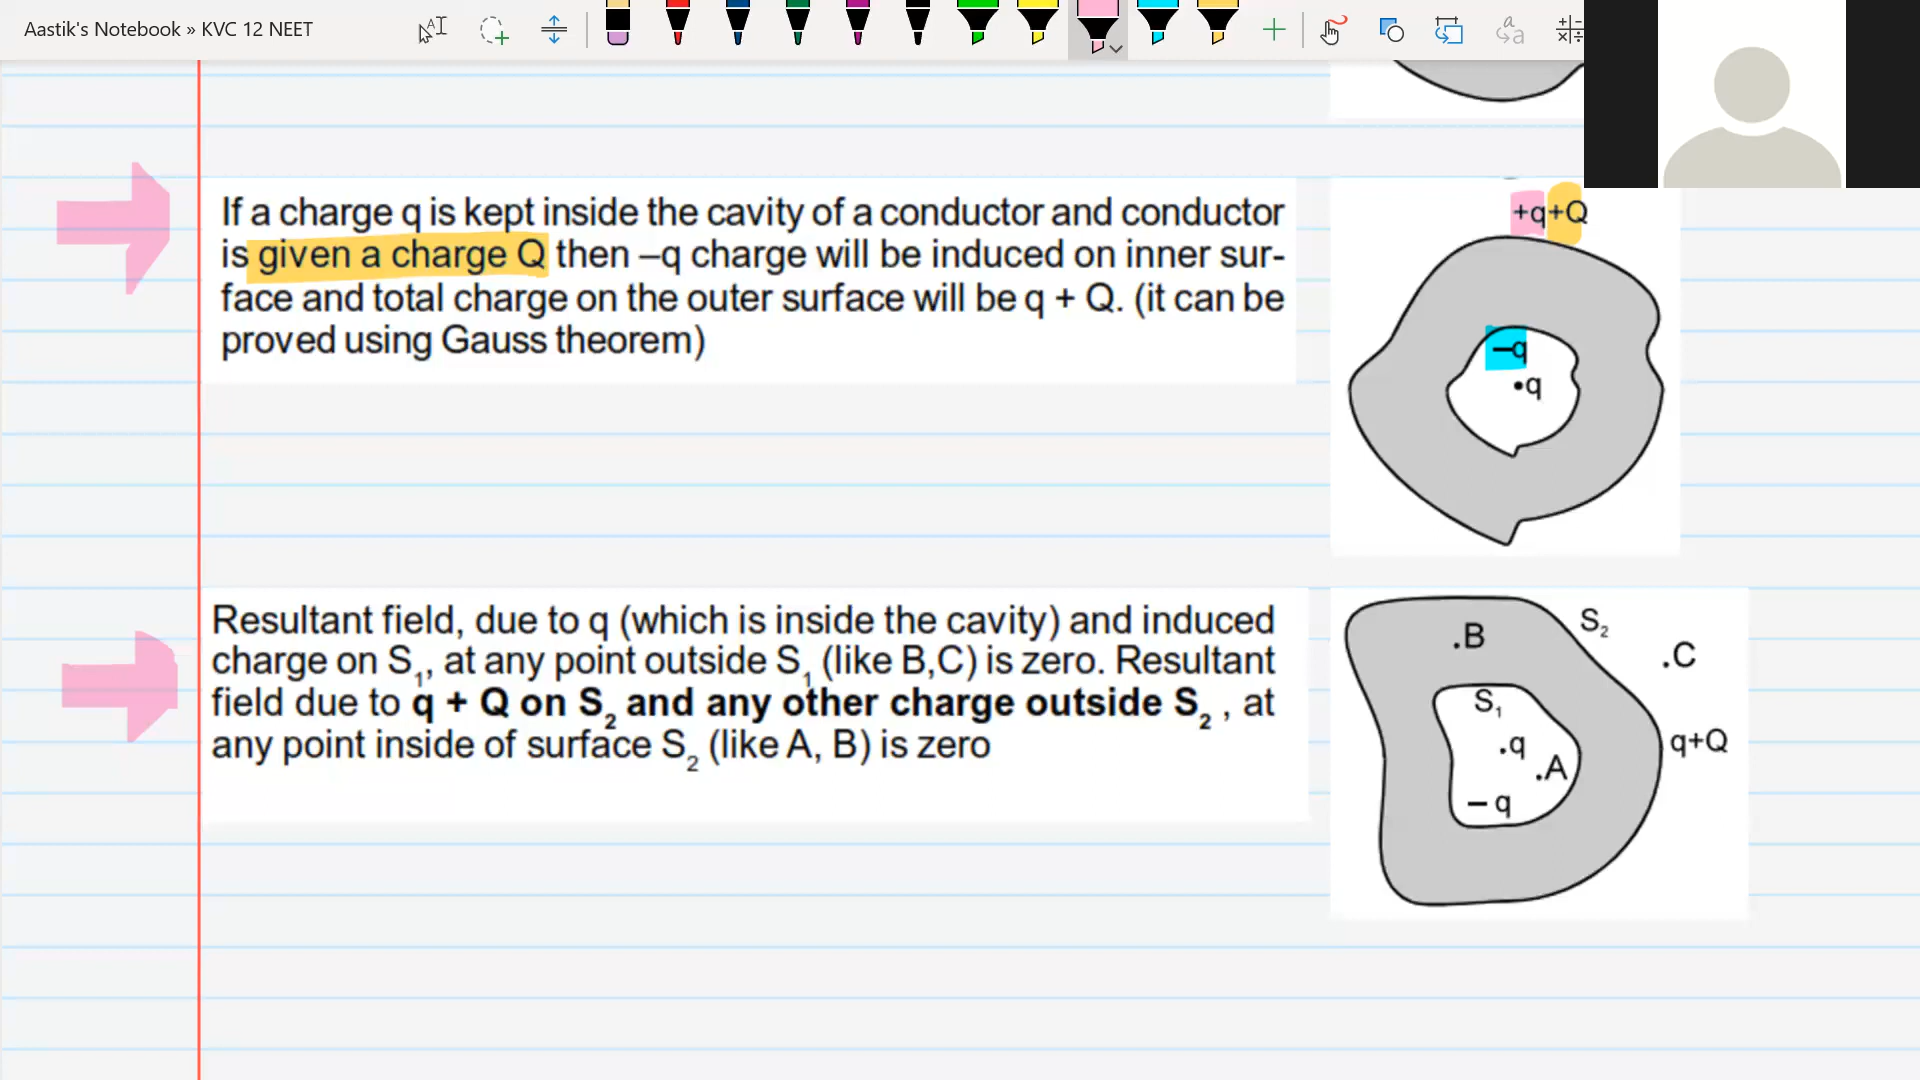 Aastik's Notebook » KVC 12 NEET
+q+Q
If a charge q is kept inside the cavity of a conductor and conductor
is given a charge Q then –q charge will be induced on inner sur-
face and total charge on the outer surface will be q + Q. (it can be
proved using Gauss theorem)
–q
•q
Resultant field, due to q (which is inside the cavity) and induced
charge on S₁, at any point outside S₁ (like B,C) is zero. Resultant
field due to q + Q on S₂ and any other charge outside S₂ , at
any point inside of surface S₂ (like A, B) is zero
S₂
.B
.C
S₁
.q
q+Q
.A
– q